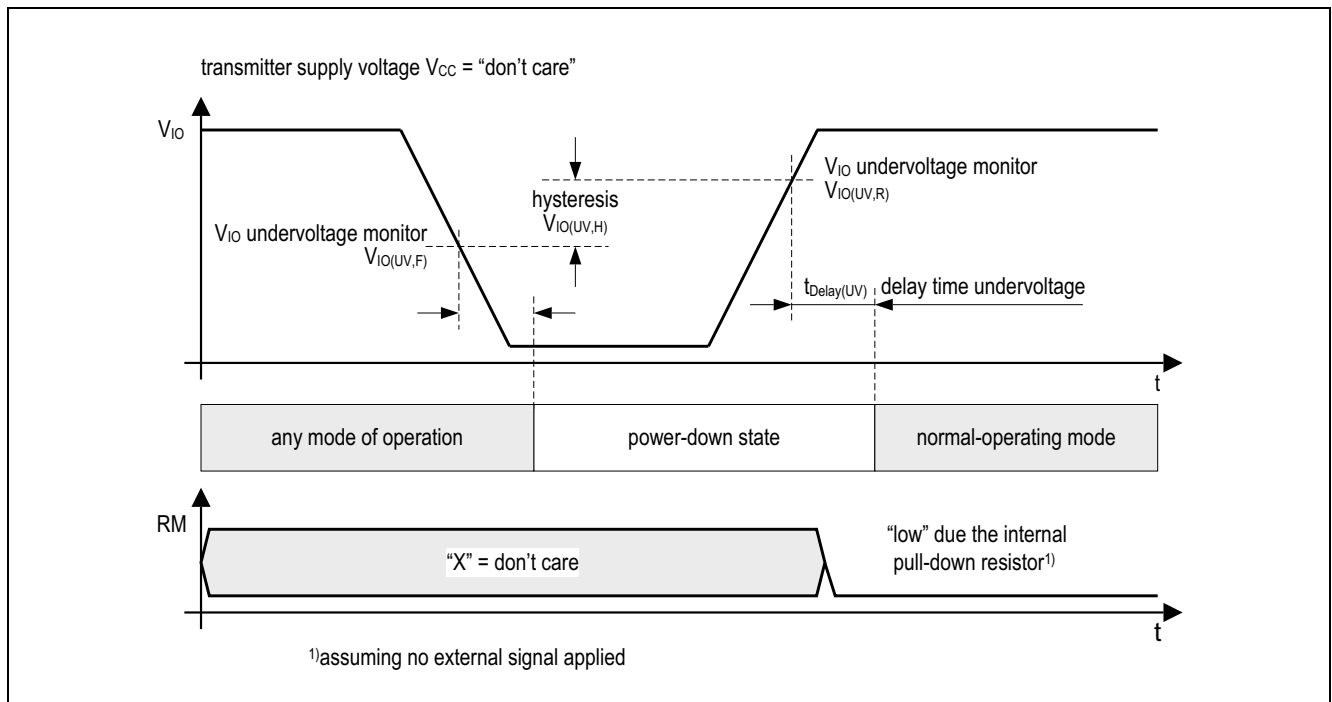 transmitter supply voltage VCC = “don’t care”
VIO
VIO undervoltage monitor
VIO(UV,F)
hysteresis
VIO(UV,H)
VIO undervoltage monitor
VIO(UV,R)
tDelay(UV) delay time undervoltage
t
any mode of operation
power-down state
normal-operating mode
RM
“X” = don’t care
“low” due the internal
pull-down resistor1)
t
1)assuming no external signal applied